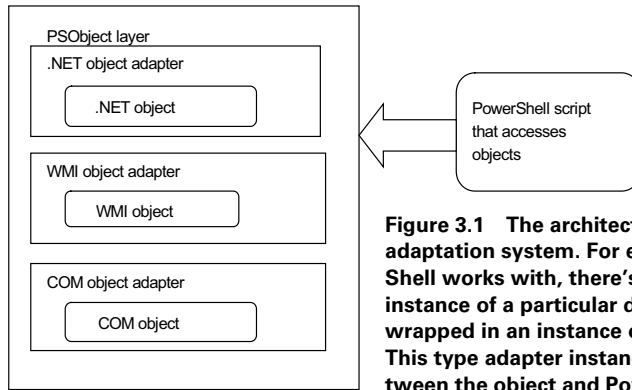 PSObject layer
.NET object adapter
.NET object
WMI object adapter
WMI object
COM object adapter
COM object
PowerShell script
that accesses
objects
Figure 3.1 The architect
adaptation system. For e
Shell works with, there's
instance of a particular d
wrapped in an instance
This type adapter instan
tween the object and Po